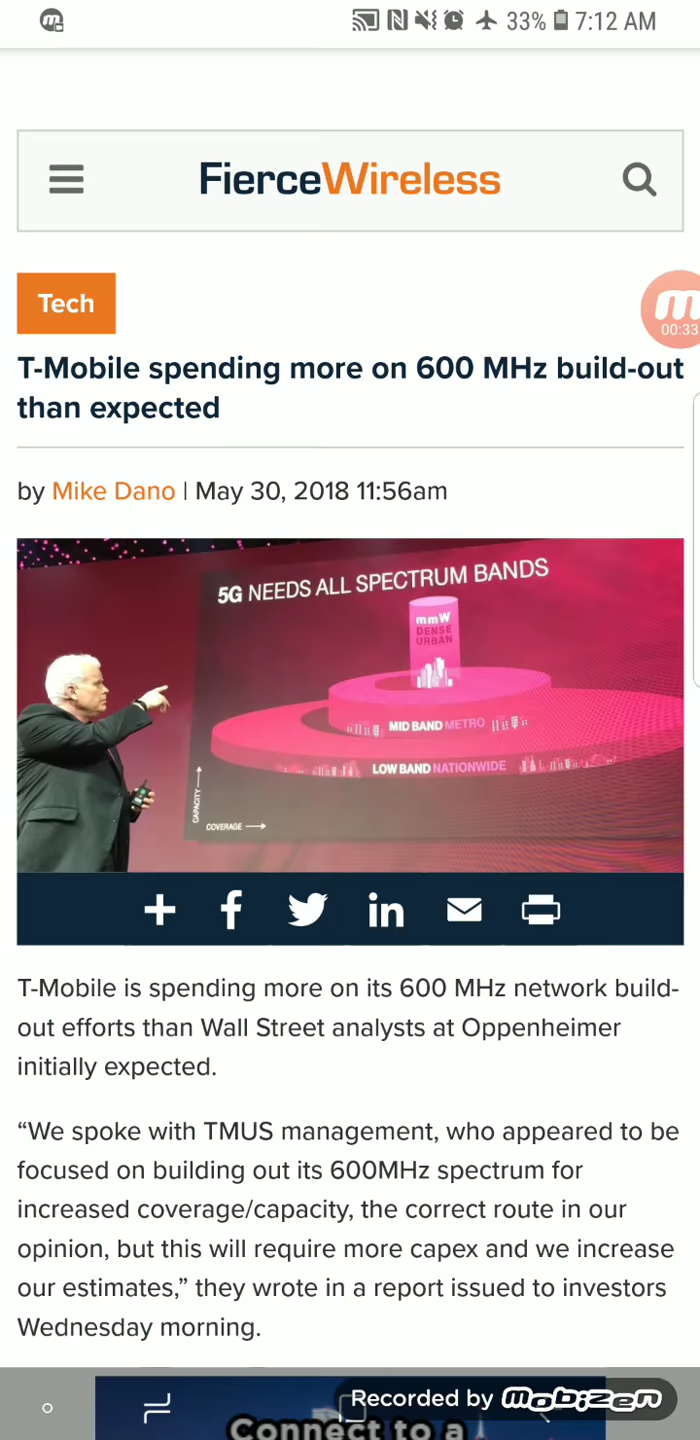 33% 7:12 AM
FierceWireless
Tech
00:33
T-Mobile spending more on 600 MHz build-out
than expected
by Mike Dano | May 30, 2018 11:56am
5G NEEDS ALL SPECTRUM BANDS
mmW
DENSE
URBAN
MID BAND METRO
LOW BAND NATIONWIDE
CAPACITY
COVERAGE
T-Mobile is spending more on its 600 MHz network build-
out efforts than Wall Street analysts at Oppenheimer
initially expected.
“We spoke with TMUS management, who appeared to be
focused on building out its 600MHz spectrum for
increased coverage/capacity, the correct route in our
opinion, but this will require more capex and we increase
our estimates,” they wrote in a report issued to investors
Wednesday morning.
Recorded by mobizen
Connect to a